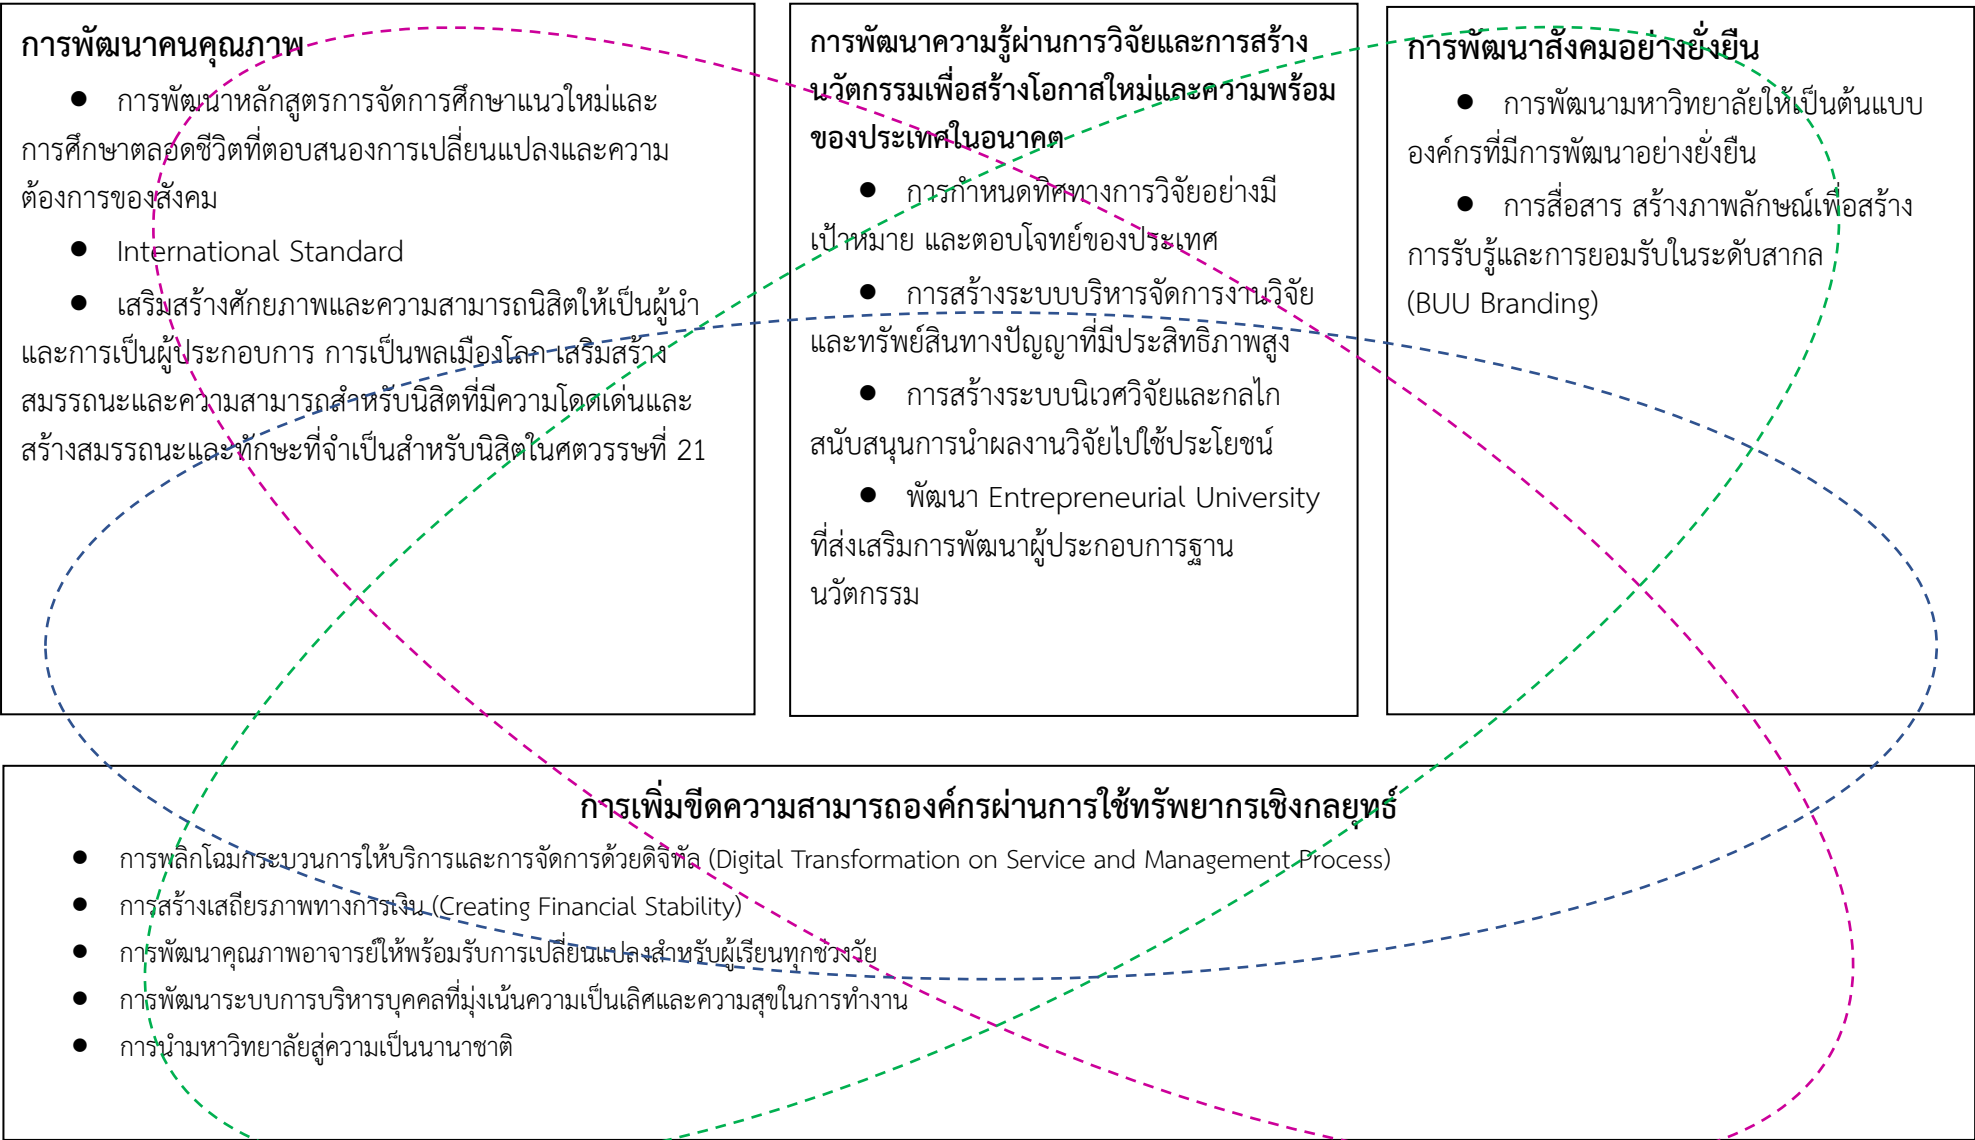 การพัฒนาคนคุณภาพ
● การพัฒนาหลักสูตรการจัดการศึกษาแนวใหม่และ
การศึกษาตลอดชีวิตที่ตอบสนองการเปลี่ยนแปลงและความ
ต้องการของสังคม
● International Standard
● เสริมสร้างศักยภาพและความสามารถนิสิตให้เป็นผู้นำ
และการเป็นผู้ประกอบการ การเป็นพลเมืองโลก เสริมสร้าง
สมรรถนะและความสามารถสำหรับนิสิตที่มีความโดดเด่นและ
สร้างสมรรถนะและทักษะที่จำเป็นสำหรับนิสิตในศตวรรษที่ 21
การพัฒนาความรู้ผ่านการวิจัยและการสร้าง
นวัตกรรมเพื่อสร้างโอกาสใหม่และความพร้อม
ของประเทศในอนาคต
● การกำหนดทิศทางการวิจัยอย่างมี
เป้าหมาย และตอบโจทย์ของประเทศ
● การสร้างระบบบริหารจัดการงานวิจัย
และทรัพย์สินทางปัญญาที่มีประสิทธิภาพสูง
● การสร้างระบบนิเวศวิจัยและกลไก
สนับสนุนการนำผลงานวิจัยไปใช้ประโยชน์
● พัฒนา Entrepreneurial University
ที่ส่งเสริมการพัฒนาผู้ประกอบการฐาน
นวัตกรรม
การพัฒนาสังคมอย่างยั่งยืน
● การพัฒนามหาวิทยาลัยให้เป็นต้นแบบ
องค์กรที่มีการพัฒนาอย่างยั่งยืน
● การสื่อสาร สร้างภาพลักษณ์เพื่อสร้าง
การรับรู้และการยอมรับในระดับสากล
(BUU Branding)
การเพิ่มขีดความสามารถองค์กรผ่านการใช้ทรัพยากรเชิงกลยุทธ์
● การพลิกโฉมกระบวนการให้บริการและการจัดการด้วยดิจิทัล (Digital Transformation on Service and Management Process)
● การสร้างเสถียรภาพทางการเงิน (Creating Financial Stability)
● การพัฒนาคุณภาพอาจารย์ให้พร้อมรับการเปลี่ยนแปลงสำหรับผู้เรียนทุกช่วงวัย
● การพัฒนาระบบการบริหารบุคคลที่มุ่งเน้นความเป็นเลิศและความสุขในการทำงาน
● การนำมหาวิทยาลัยสู่ความเป็นนานาชาติ